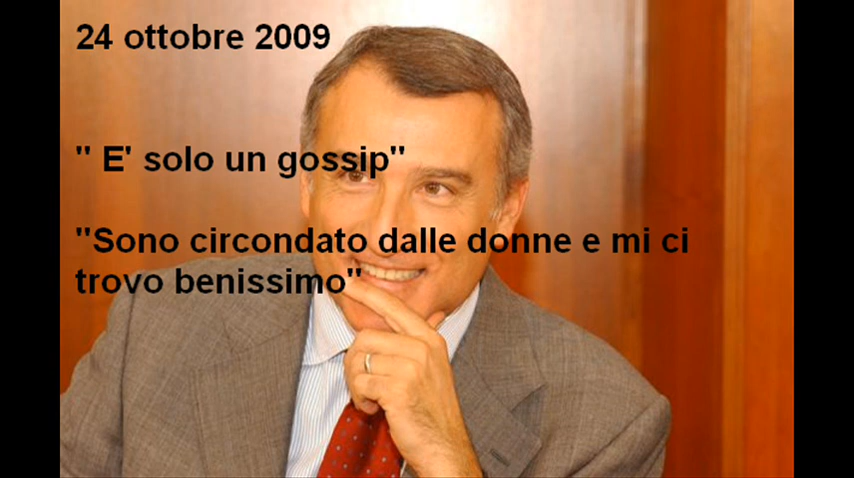 24 ottobre 2009
" E' solo un gossip"
"Sono circondato dalle donne e mi ci
trovo benissimo"